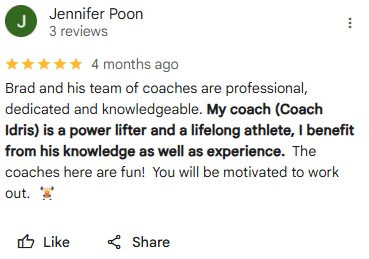 J
Jennifer Poon
3 reviews
4 months ago
Brad and his team of coaches are professional,
dedicated and knowledgeable. My coach (Coach
Idris) is a power lifter and a lifelong athlete, I benefit
from his knowledge as well as experience. The
coaches here are fun! You will be motivated to work
out. 🏋️
Like Share